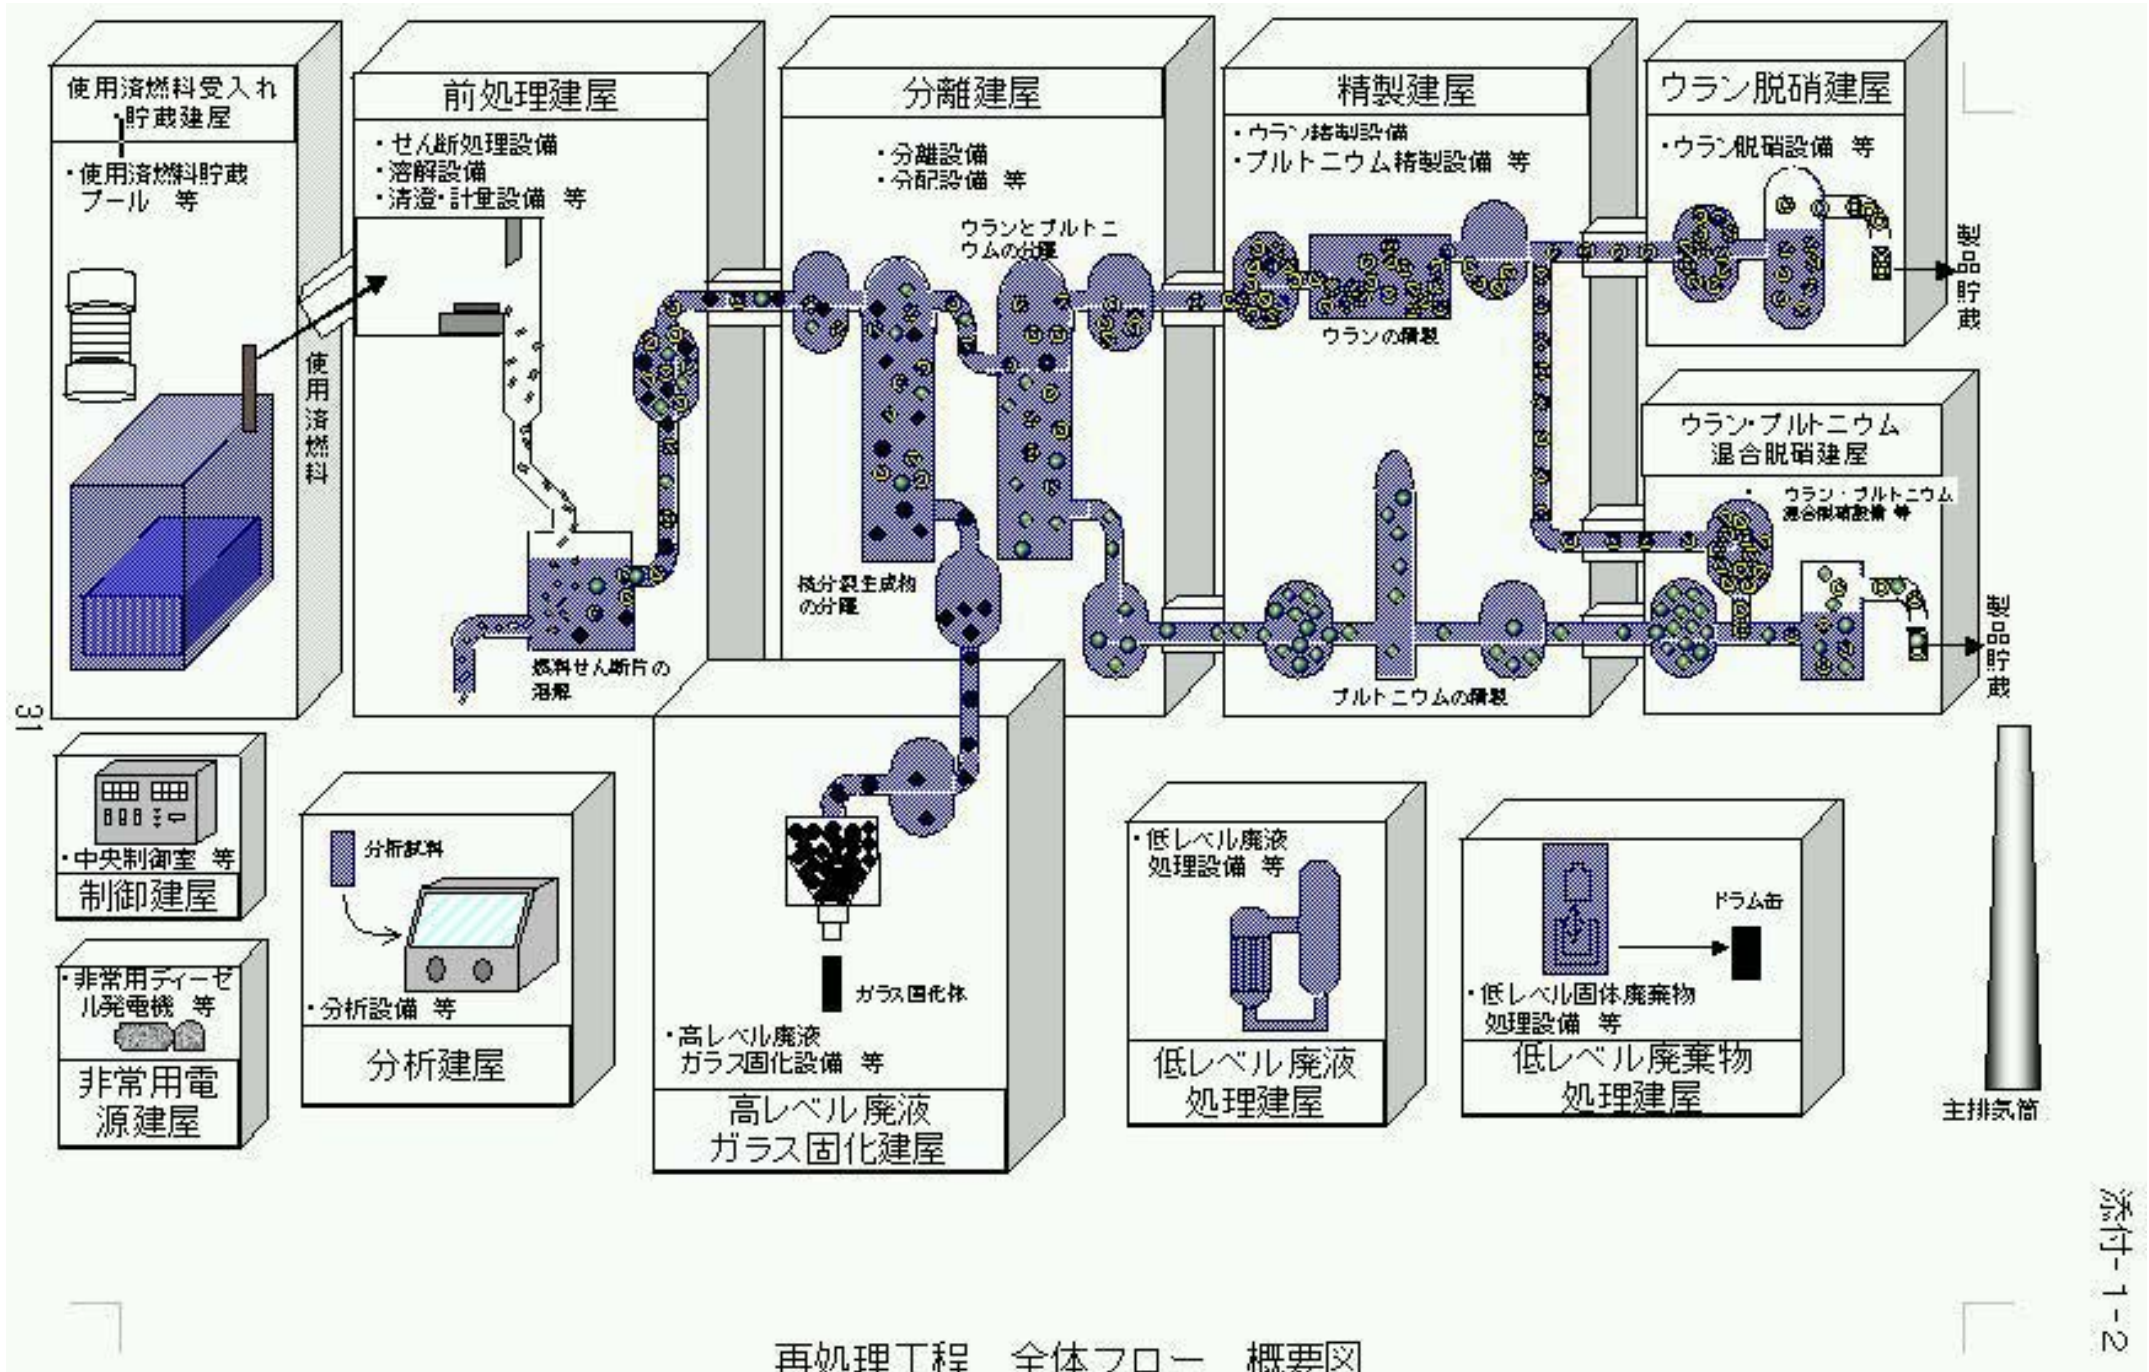 使用済燃料受入れ
・貯蔵建屋
・使用済燃料貯蔵
プール 等
使用済燃料
前処理建屋
・せん断処理設備
・溶解設備
・清澄・計量設備 等
燃料せん断片の
溶解
分離建屋
・分離設備
・分配設備 等
ウランとプルトニ
ウムの分離
核分裂生成物
の分離
精製建屋
・ウラン精製設備
・プルトニウム精製設備 等
ウランの精製
プルトニウムの精製
ウラン脱硝建屋
・ウラン脱硝設備 等
製品貯蔵
ウラン・プルトニウム
混合脱硝建屋
・ウラン・プルトニウム
混合脱硝設備 等
製品貯蔵
31
・中央制御室 等
制御建屋
・非常用ディーゼ
ル発電機 等
非常用電
源建屋
分析試料
・分析設備 等
分析建屋
ガラス固化体
・高レベル廃液
ガラス固化設備 等
高レベル廃液
ガラス固化建屋
・低レベル廃液
処理設備 等
低レベル廃液
処理建屋
ドラム缶
・低レベル固体廃棄物
処理設備 等
低レベル廃棄物
処理建屋
主排気筒
添付-1-2
再処理工程 全体フロー 概要図